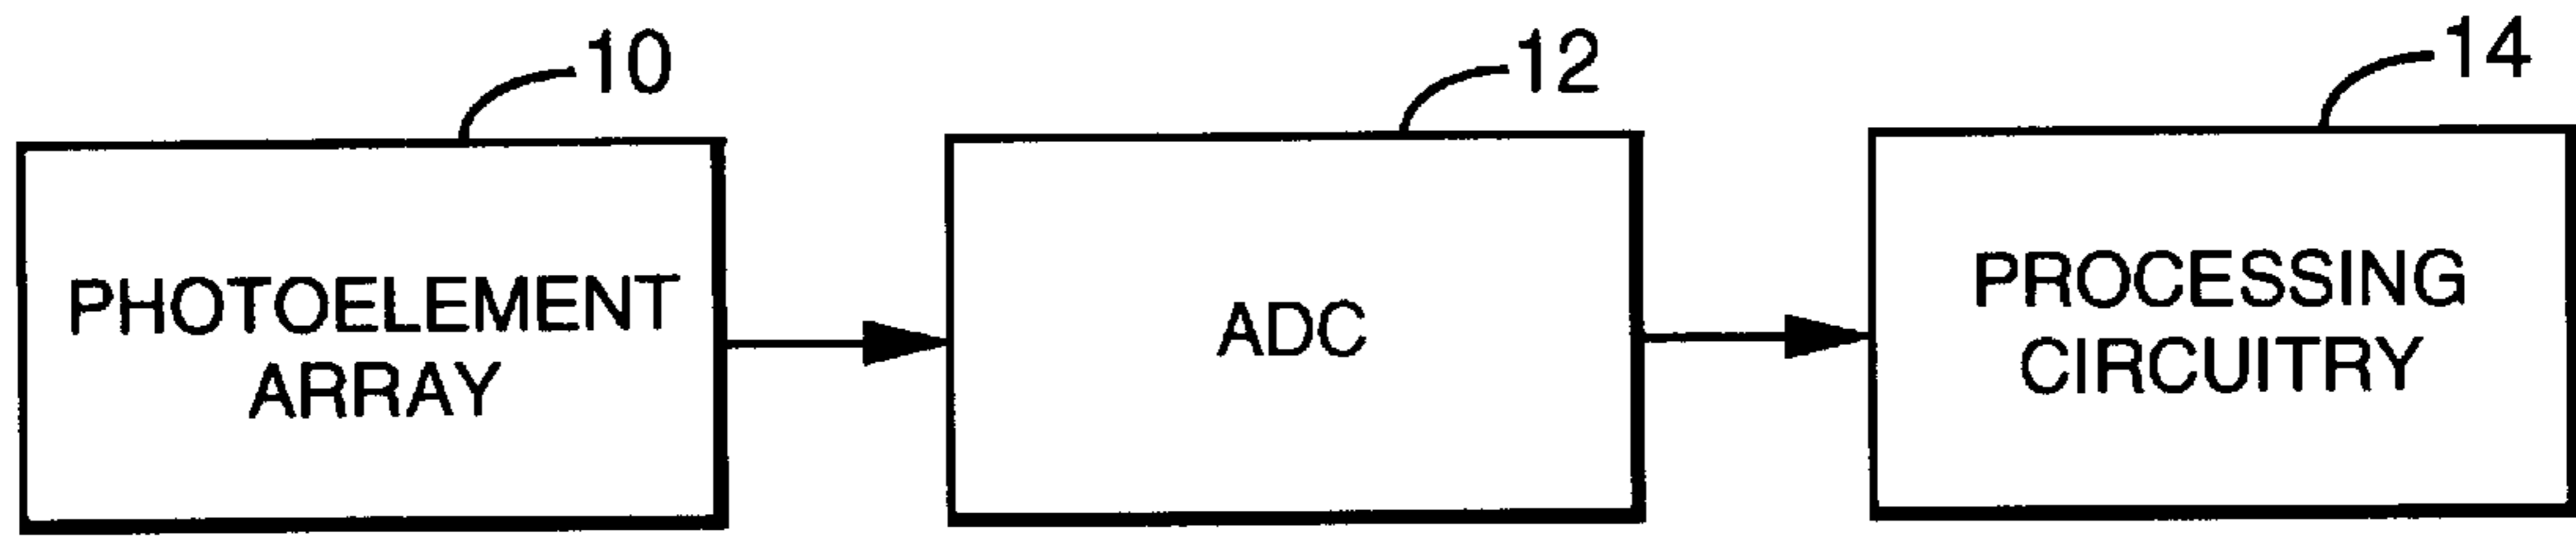 10
12
14
PHOTOELEMENT
ARRAY
ADC
PROCESSING
CIRCUITRY